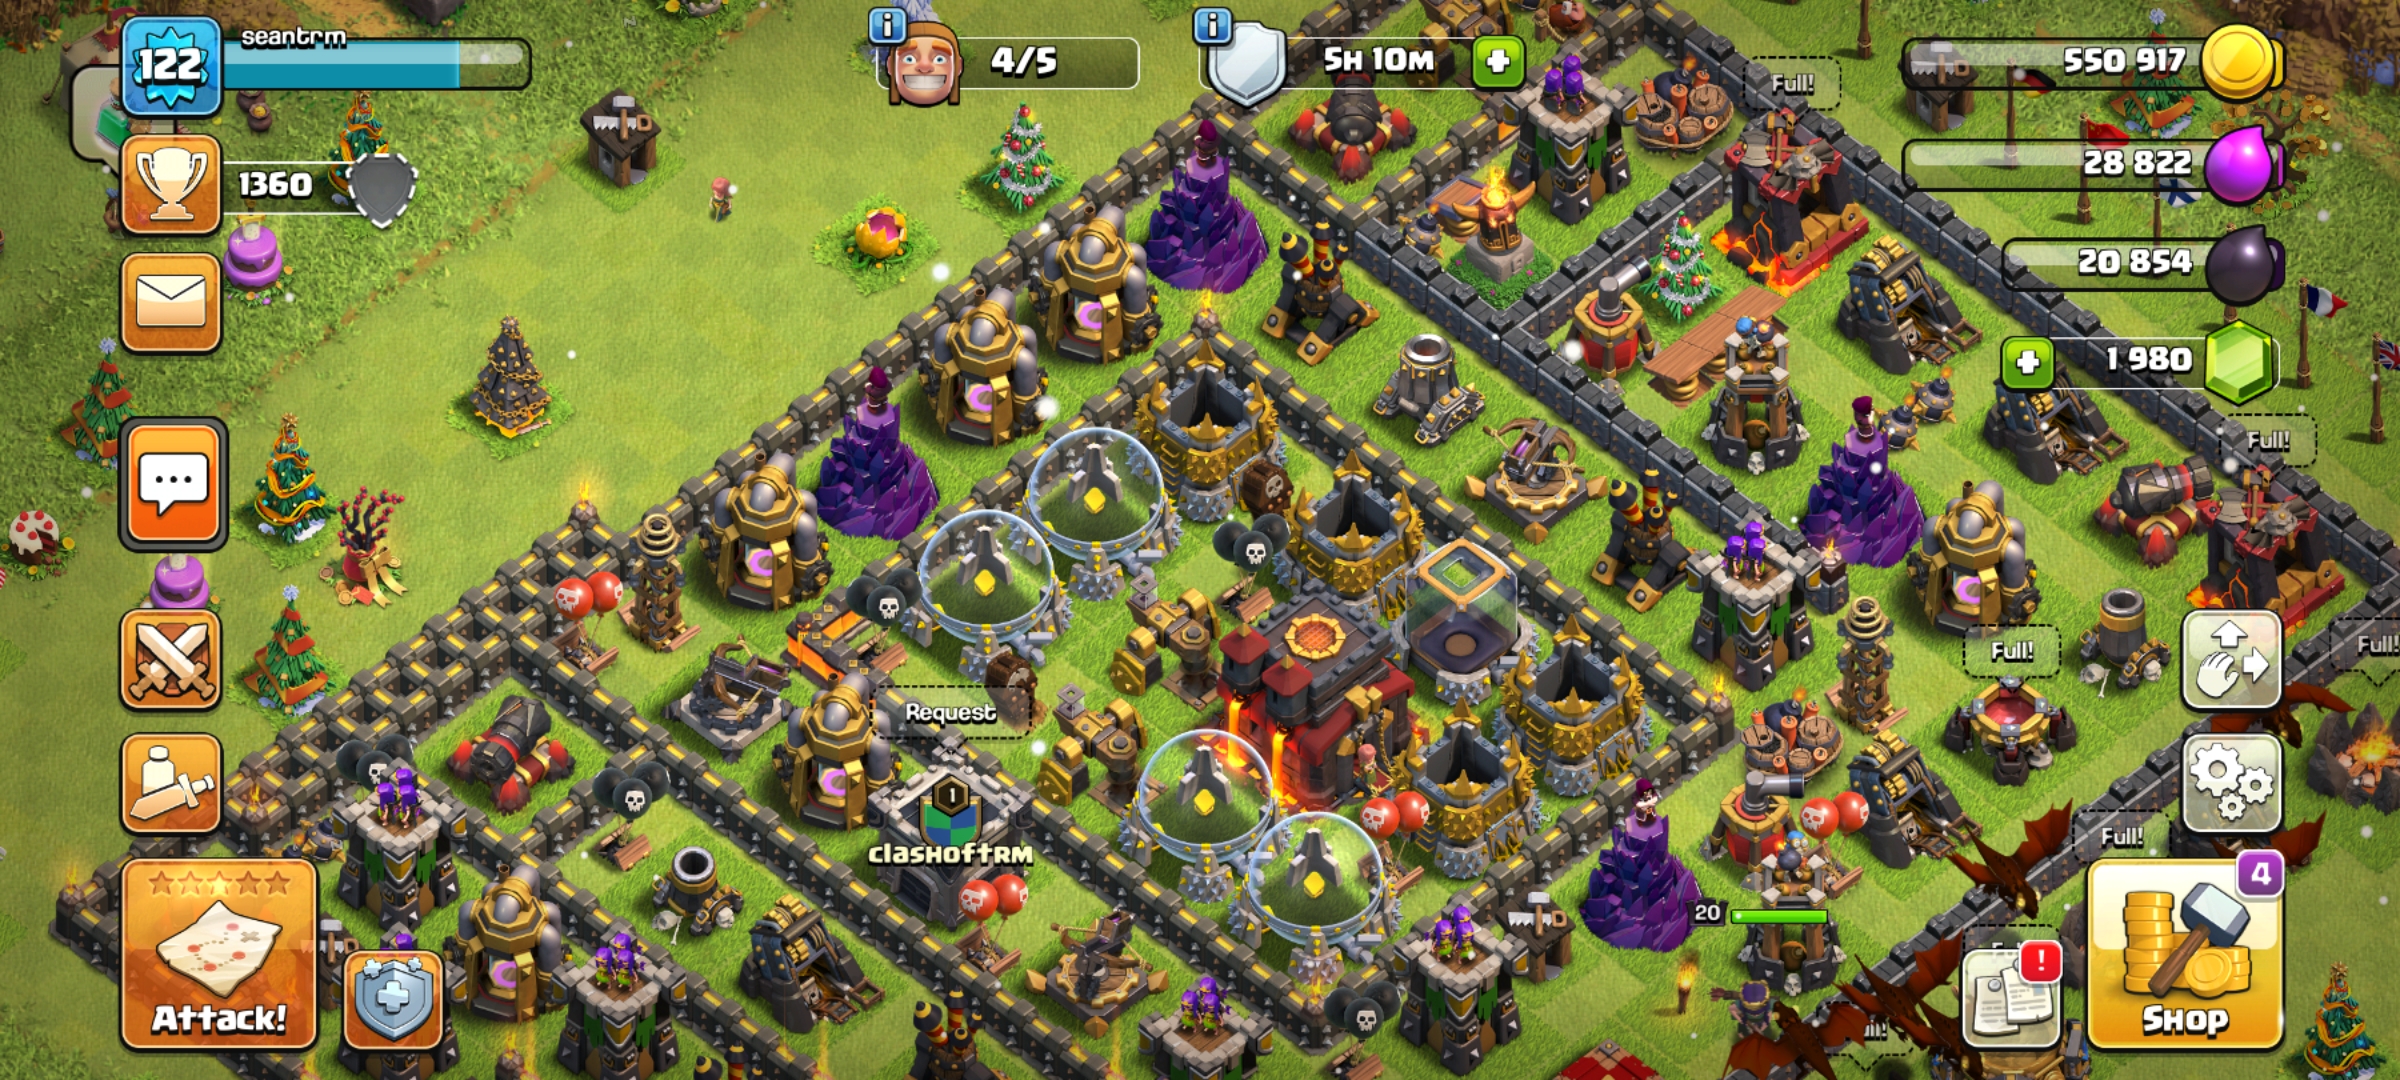 122
seantrm
4/5
5H 10M
550 917
Full!
28 822
1360
20 854
1 980
Full!
Full!
Full!
Request
1
clashoftRM
Full!
4
20
Attack!
Shop